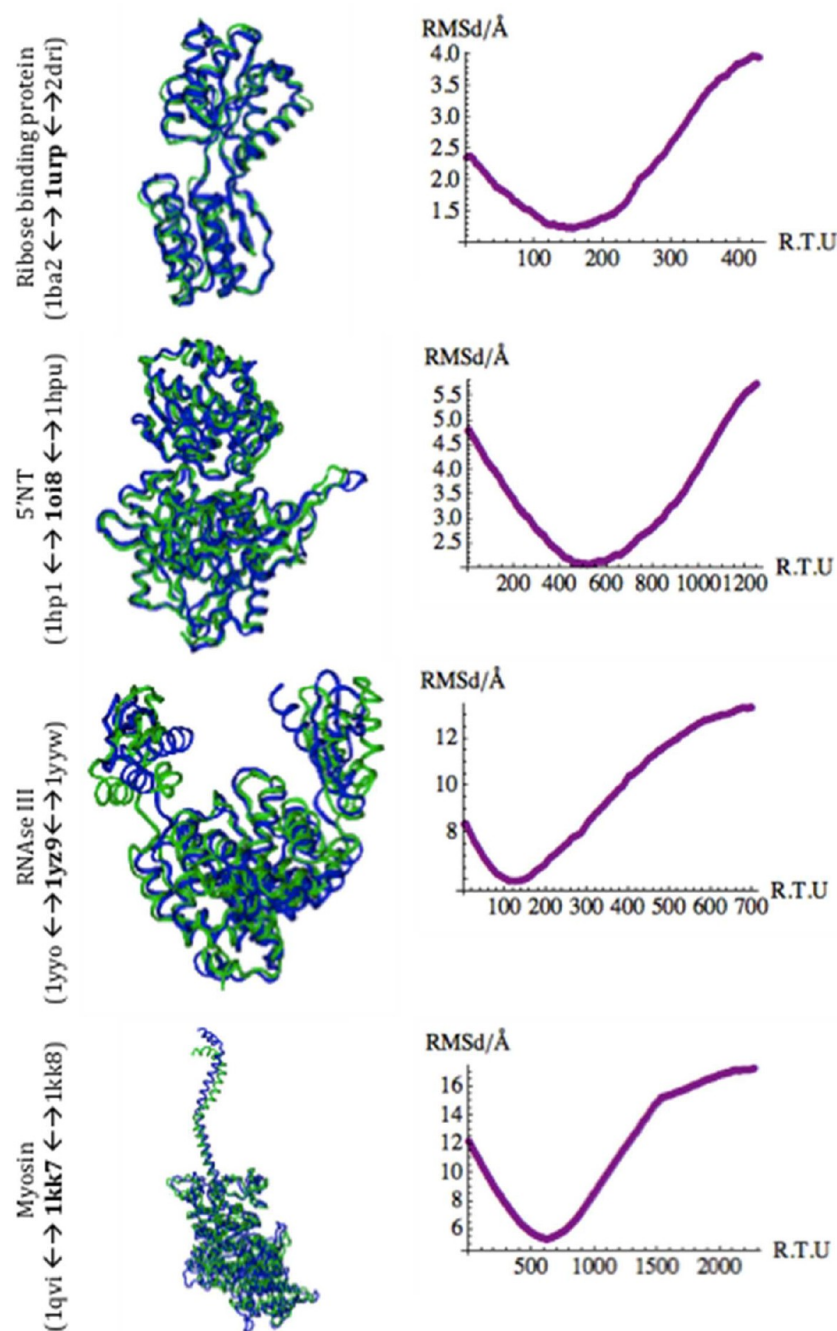 Ribose binding protein
(1ba2 ←→ 1urp ←→2dri)
RMSd/Å
4.0
3.5
3.0
2.5
2.0
1.5
100 200 300 400
R.T.U
5'NT
(1hp1 ←→ 1oi8 ←→1hpu)
RMSd/Å
5.5
5.0
4.5
4.0
3.5
3.0
2.5
200 400 600 800 1000 1200
R.T.U
RNAse III
(1yyo ←→1yz9←→1yyw)
RMSd/Å
12
10
8
100 200 300 400 500 600 700
R.T.U
Myosin
(1qvi ←→ 1kk7 ←→1kk8)
RMSd/Å
16
14
12
10
8
6
500 1000 1500 2000
R.T.U